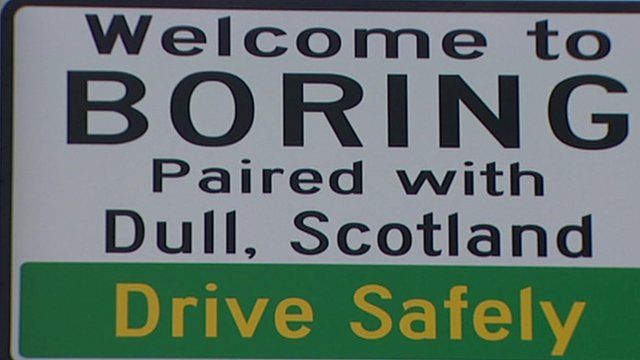 Welcome to
BORING
Paired with
Dull, Scotland
Drive Safely